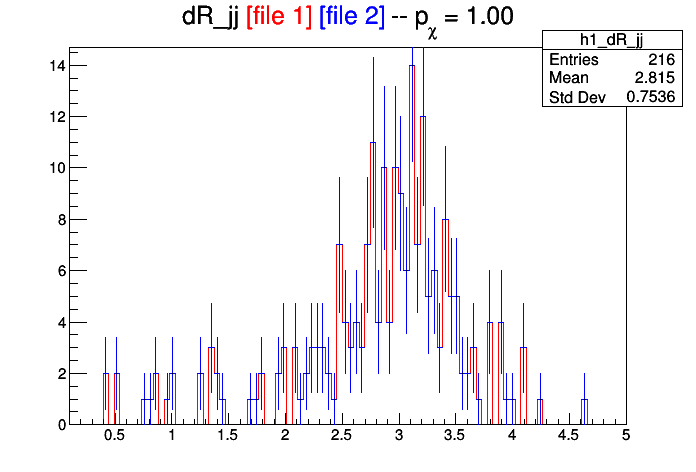 dR_jj [file 1] [file 2] -- pχ = 1.00
h1_dR_jj
Entries 216
Mean 2.815
Std Dev 0.7536
14
12
10
8
6
4
2
0
0.5 1 1.5 2 2.5 3 3.5 4 4.5 5